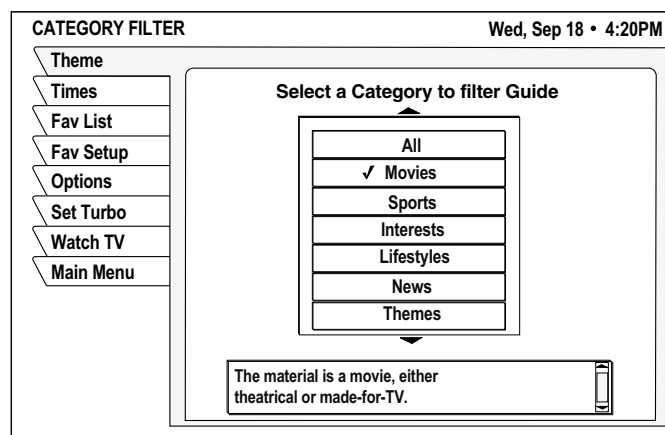 CATEGORY FILTER
Wed, Sep 18 • 4:20PM
Theme
Times
Fav List
Fav Setup
Options
Set Turbo
Watch TV
Main Menu
Select a Category to filter Guide
All
✓ Movies
Sports
Interests
Lifestyles
News
Themes
The material is a movie, either
theatrical or made-for-TV.